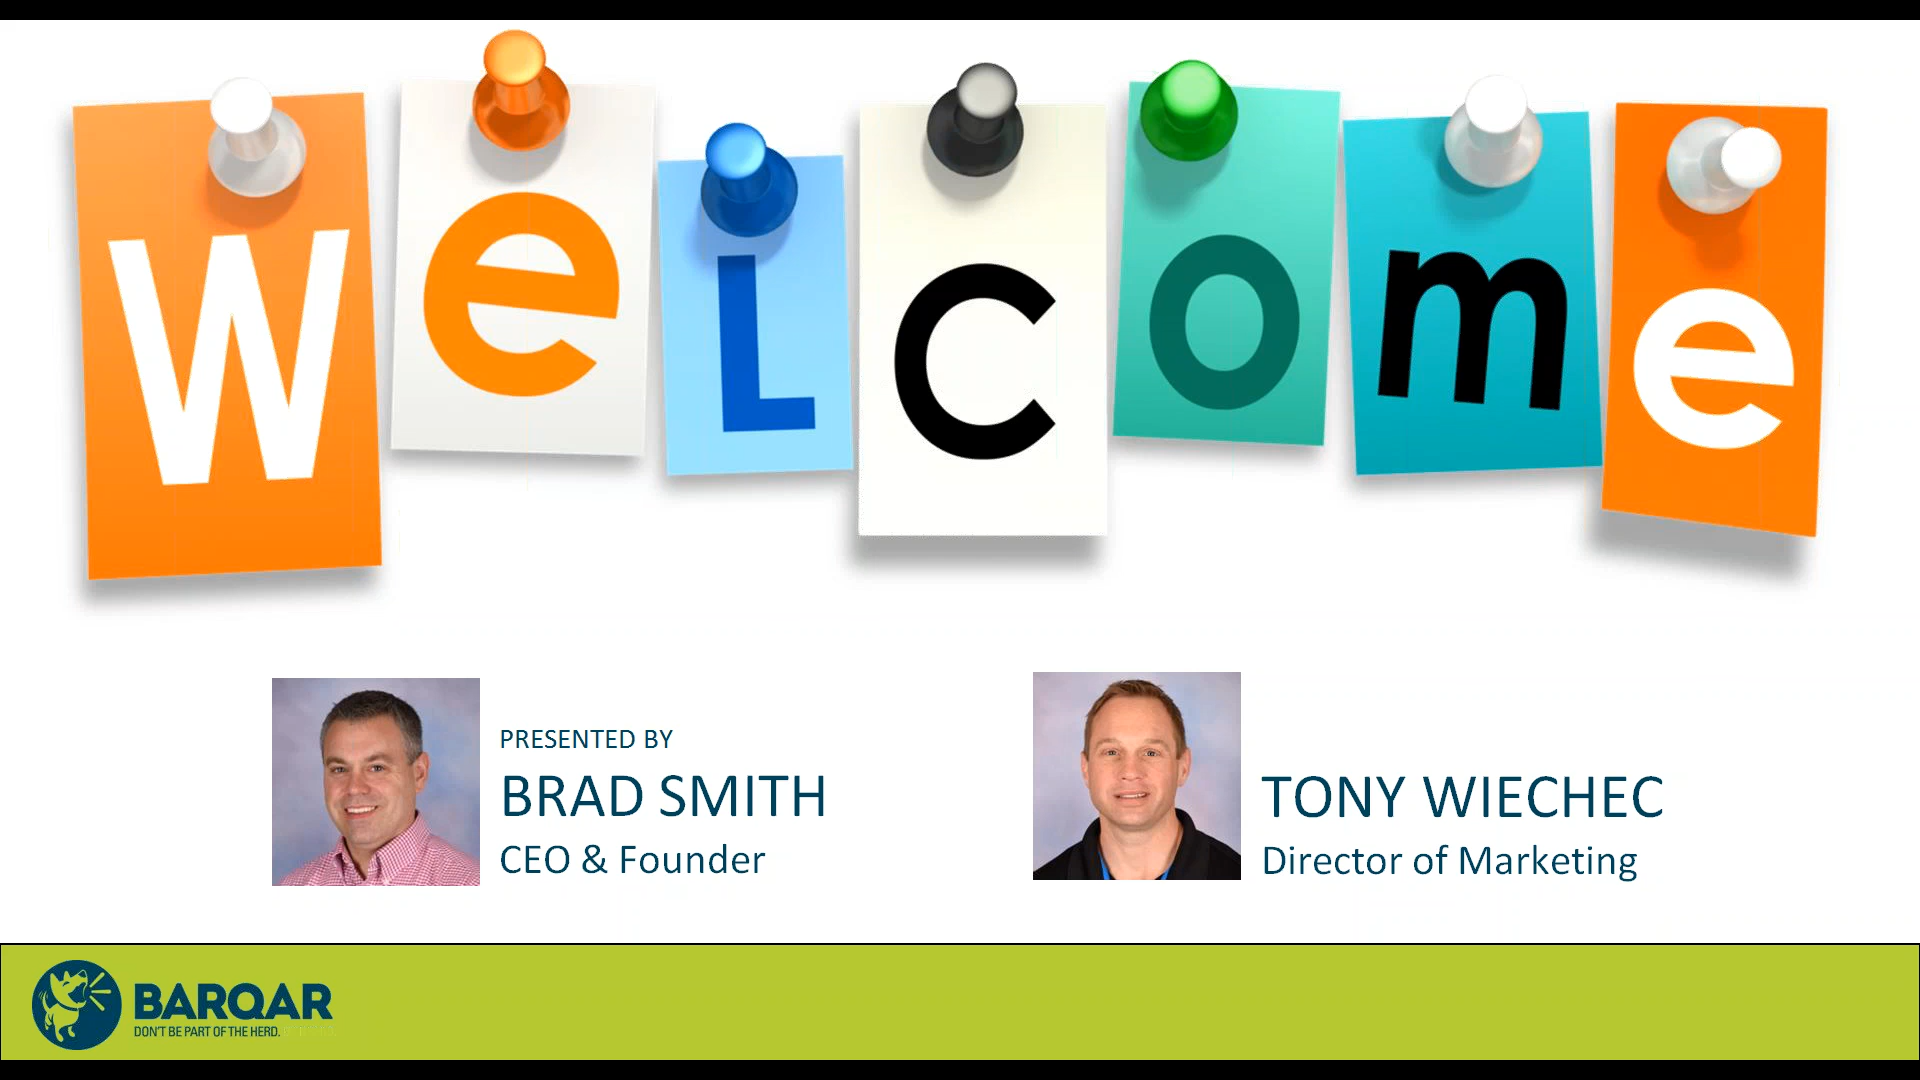 WeLcome
PRESENTED BY
BRAD SMITH
CEO & Founder
TONY WIECHEC
Director of Marketing
BARQAR
DON'T BE PART OF THE HERD.